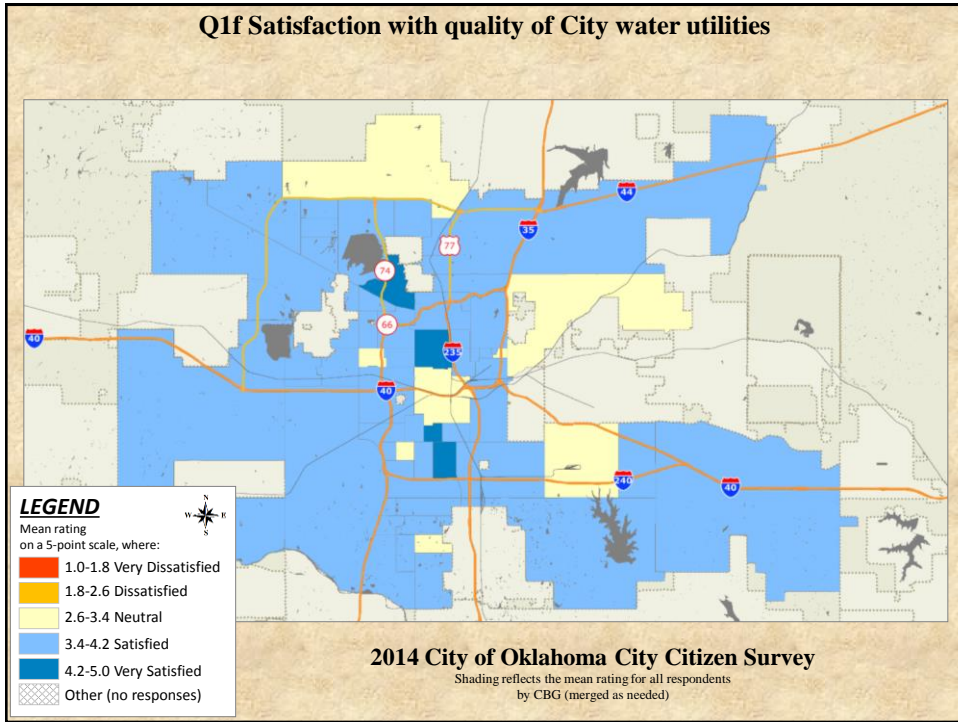 Q1f Satisfaction with quality of City water utilities
44
35
77
74
66
40
235
40
240
40
LEGEND
N
W E
S
Mean rating
on a 5-point scale, where:
1.0-1.8 Very Dissatisfied
1.8-2.6 Dissatisfied
2.6-3.4 Neutral
3.4-4.2 Satisfied
4.2-5.0 Very Satisfied
Other (no responses)
2014 City of Oklahoma City Citizen Survey
Shading reflects the mean rating for all respondents
by CBG (merged as needed)